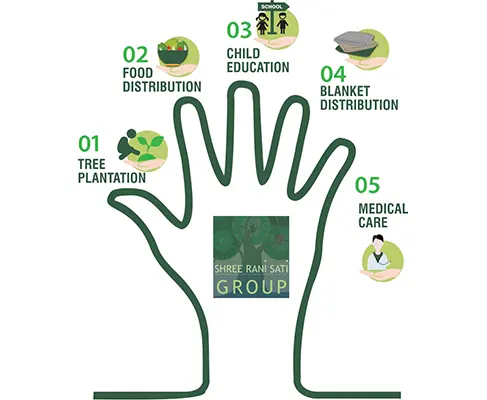 01
TREE
PLANTATION
02
FOOD
DISTRIBUTION
03
CHILD
EDUCATION
SCHOOL
04
BLANKET
DISTRIBUTION
05
MEDICAL
CARE
SHREE RANI SATI
GROUP